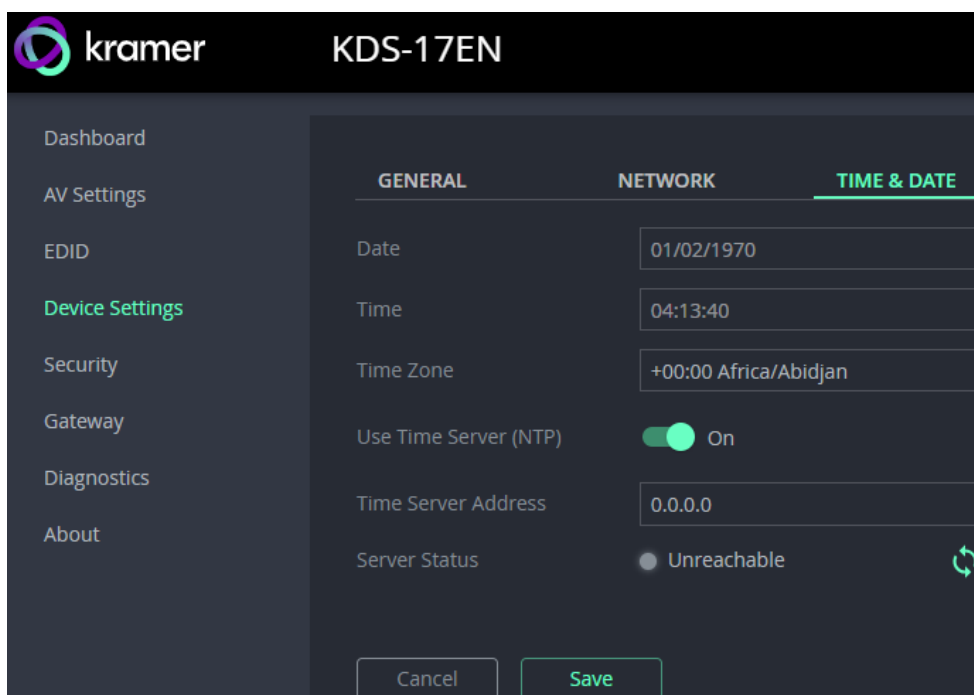 kramer KDS-17EN
Dashboard
AV Settings
EDID
Device Settings
Security
Gateway
Diagnostics
About
GENERAL NETWORK TIME & DATE
Date 01/02/1970
Time 04:13:40
Time Zone +00:00 Africa/Abidjan
Use Time Server (NTP) On
Time Server Address 0.0.0.0
Server Status Unreachable
Cancel Save